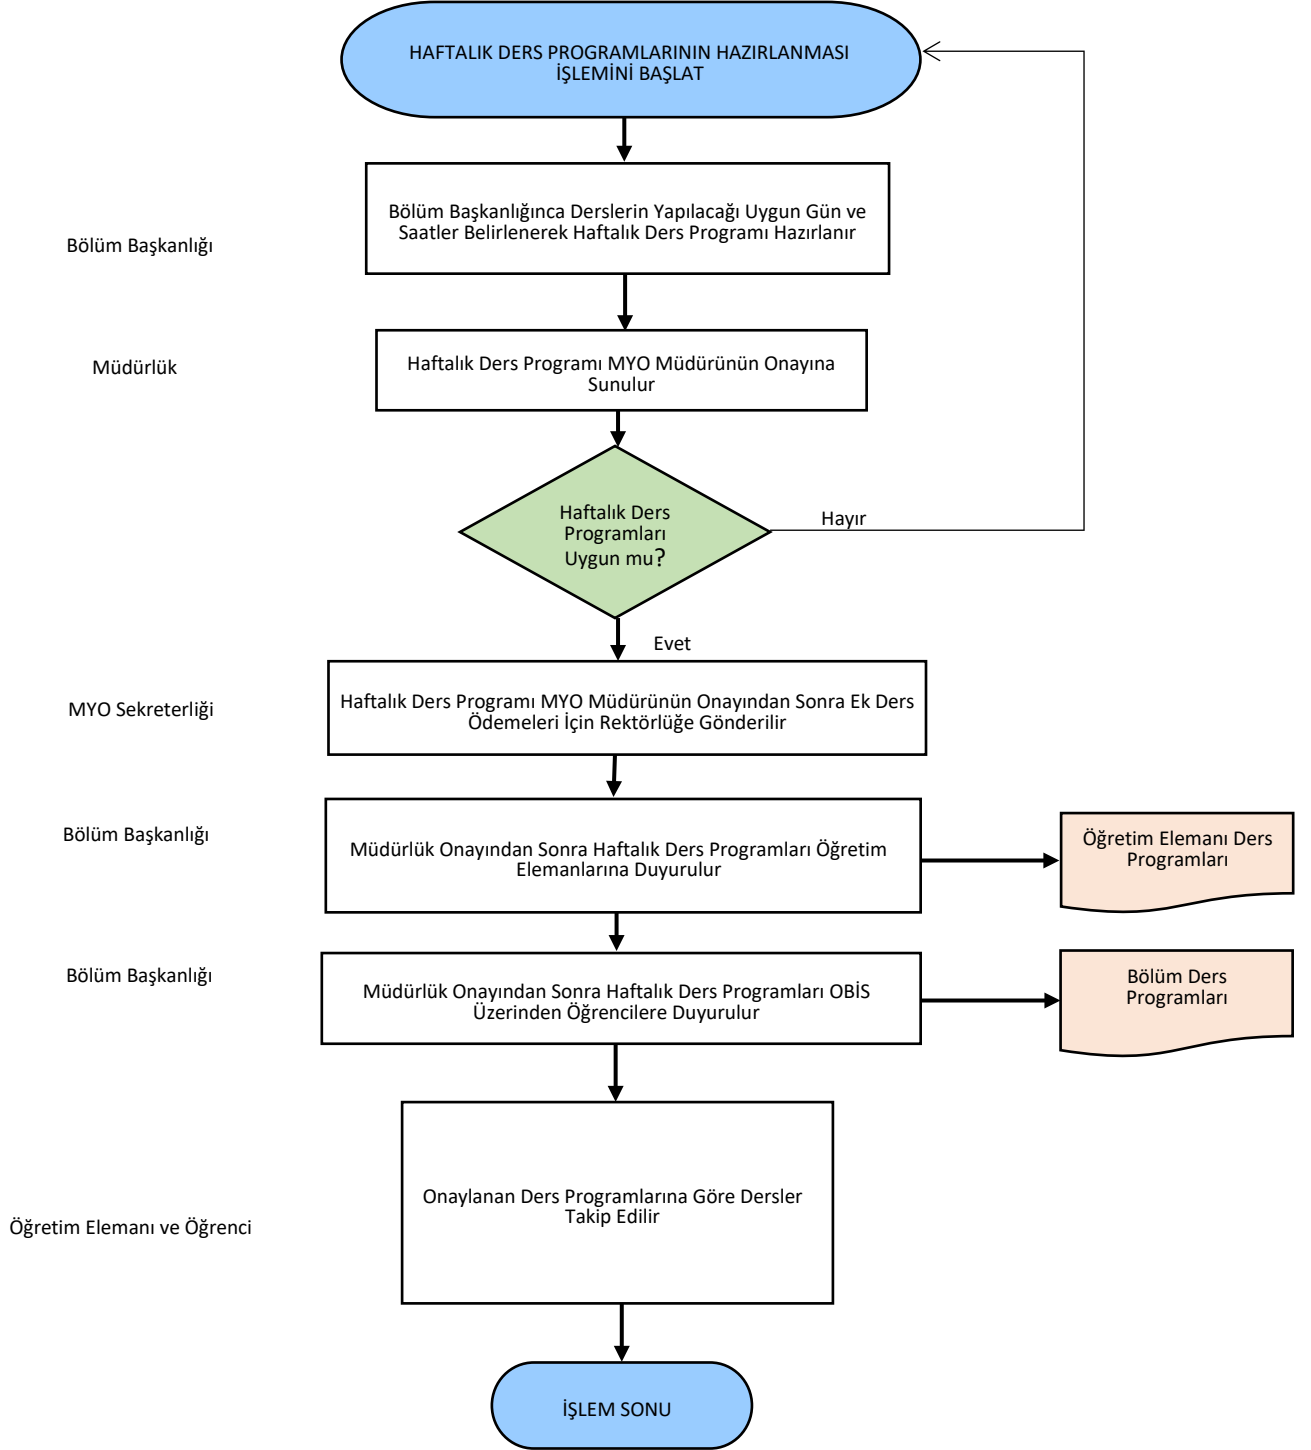 HAFTALIK DERS PROGRAMLARININ HAZIRLANMASI
İŞLEMİNİ BAŞLAT
Bölüm Başkanlığınca Derslerin Yapılacağı Uygun Gün ve
Saatler Belirlenerek Haftalık Ders Programı Hazırlanır
Bölüm Başkanlığı
Haftalık Ders Programı MYO Müdürünün Onayına
Sunulur
Müdürlük
Haftalık Ders
Programları
Uygun mu?
Hayır
Evet
Haftalık Ders Programı MYO Müdürünün Onayından Sonra Ek Ders
Ödemeleri İçin Rektörlüğe Gönderilir
MYO Sekreterliği
Bölüm Başkanlığı
Müdürlük Onayından Sonra Haftalık Ders Programları Öğretim
Elemanlarına Duyurulur
Öğretim Elemanı Ders
Programları
Bölüm Başkanlığı
Müdürlük Onayından Sonra Haftalık Ders Programları OBİS
Üzerinden Öğrencilere Duyurulur
Bölüm Ders
Programları
Onaylanan Ders Programlarına Göre Dersler
Takip Edilir
Öğretim Elemanı ve Öğrenci
İŞLEM SONU